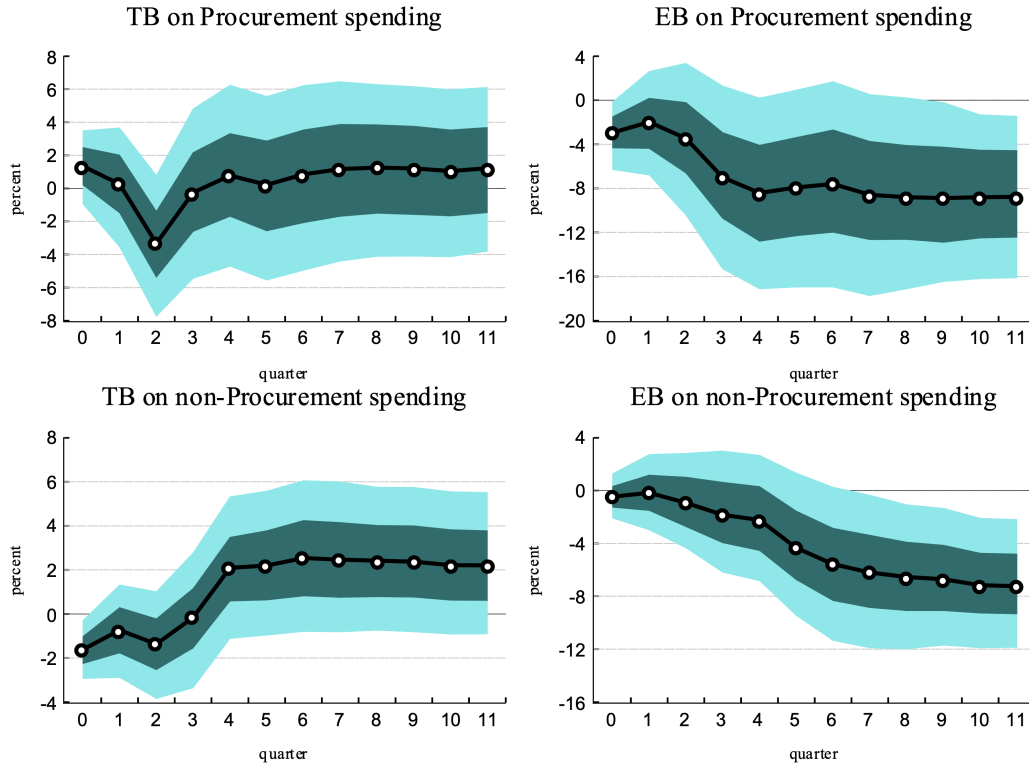 TB on Procurement spending
8
6
4
2
0
-2
-4
-6
-8
percent
0 1 2 3 4 5 6 7 8 9 10 11
quarter
EB on Procurement spending
4
0
-4
-8
-12
-16
-20
percent
0 1 2 3 4 5 6 7 8 9 10 11
quarter
TB on non-Procurement spending
8
6
4
2
0
-2
-4
percent
0 1 2 3 4 5 6 7 8 9 10 11
quarter
EB on non-Procurement spending
4
0
-4
-8
-12
-16
percent
0 1 2 3 4 5 6 7 8 9 10 11
quarter